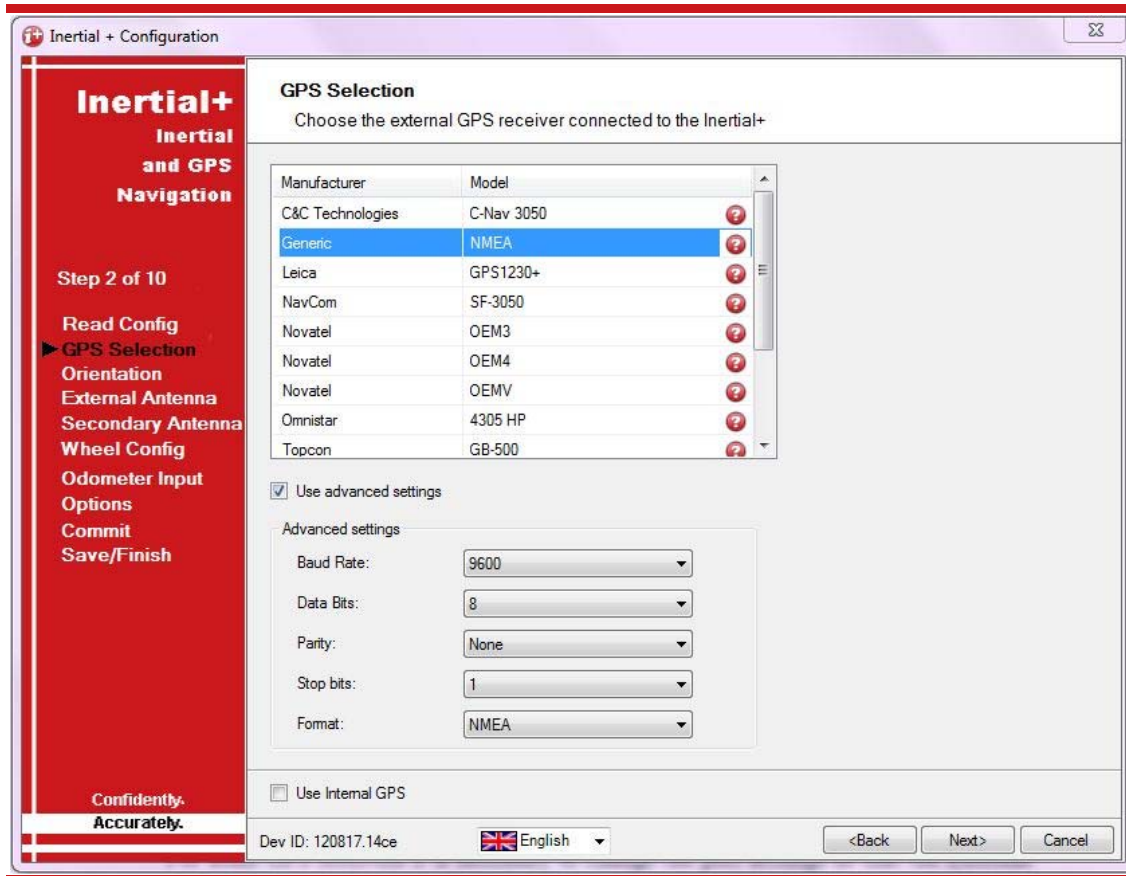 Inertial + Configuration
Inertial+
Inertial
and GPS
Navigation
Step 2 of 10
Read Config
GPS Selection
Orientation
External Antenna
Secondary Antenna
Wheel Config
Odometer Input
Options
Commit
Save/Finish
Confidently.
Accurately.
GPS Selection
Choose the external GPS receiver connected to the Inertial+
Manufacturer Model
C&C Technologies C-Nav 3050 ?
Generic NMEA ?
Leica GPS1230+ ?
NavCom SF-3050 ?
Novatel OEM3 ?
Novatel OEM4 ?
Novatel OEMV ?
Omnistar 4305 HP ?
Topcon GB-500 ?
Use advanced settings
Advanced settings
Baud Rate: 9600
Data Bits: 8
Parity: None
Stop bits: 1
Format: NMEA
Use Internal GPS
Dev ID: 120817.14ce English <Back Next> Cancel